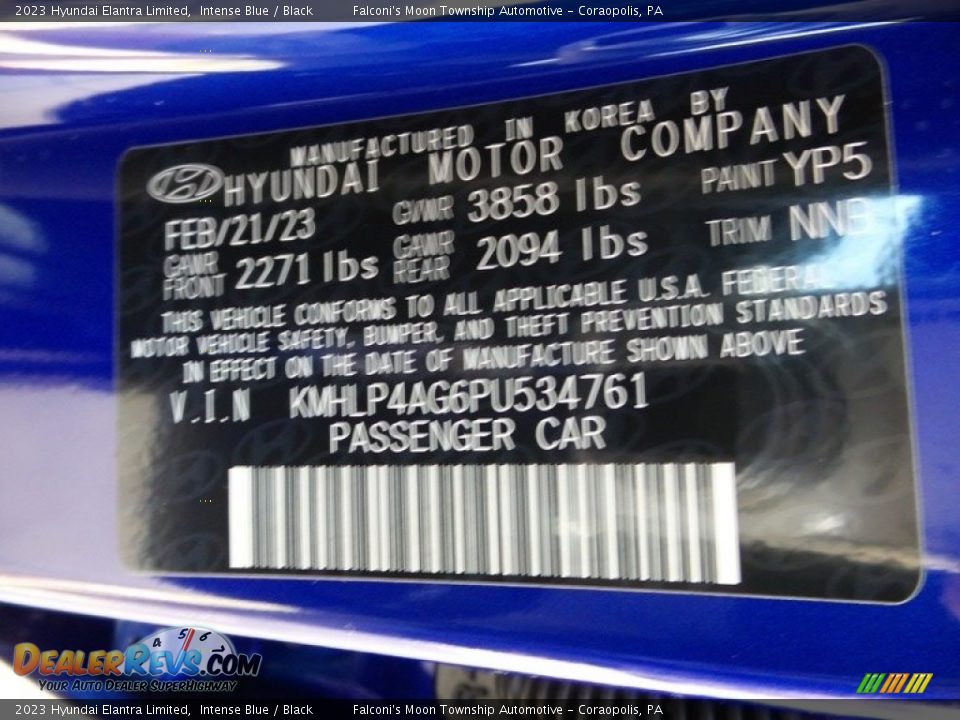 2023 Hyundai Elantra Limited, Intense Blue / Black Falconi's Moon Township Automotive - Coraopolis, PA
MANUFACTURED IN KOREA BY
HYUNDAI MOTOR COMPANY
FEB/21/23 GVWR 3858 lbs PAINT YP5
GAWR FRONT 2271 lbs GAWR REAR 2094 lbs TRIM NNB
THIS VEHICLE CONFORMS TO ALL APPLICABLE U.S.A. FEDERAL
MOTOR VEHICLE SAFETY, BUMPER, AND THEFT PREVENTION STANDARDS
IN EFFECT ON THE DATE OF MANUFACTURE SHOWN ABOVE
V.I.N KMHLP4AG6PU534761
PASSENGER CAR
4 5 6
DEALERREVS.COM
YOUR AUTO DEALER SUPERHIGHWAY
2023 Hyundai Elantra Limited, Intense Blue / Black Falconi's Moon Township Automotive - Coraopolis, PA